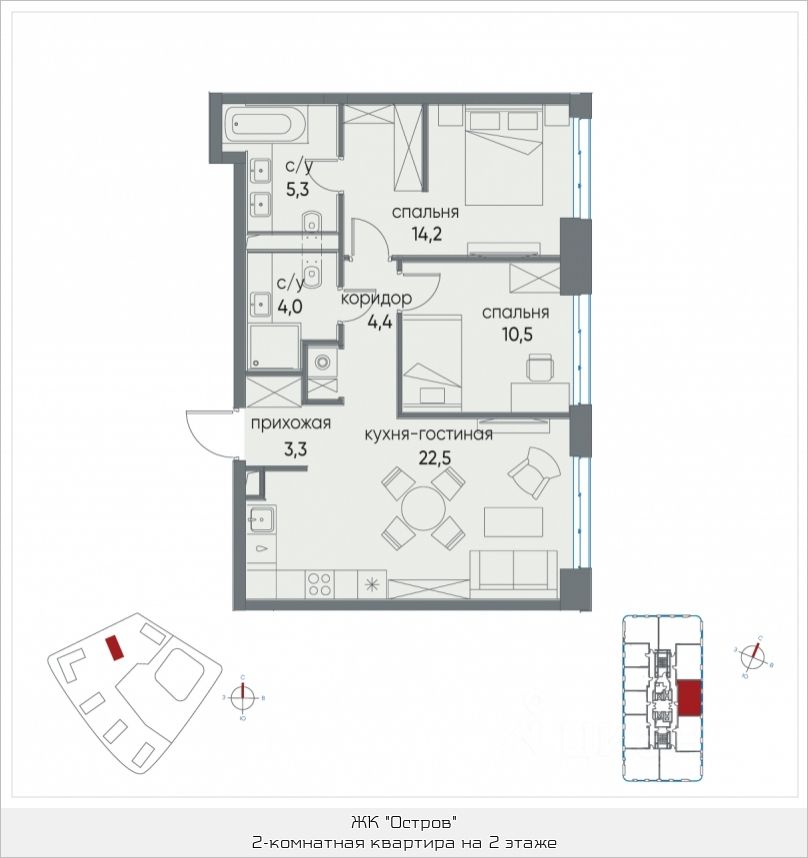 с/у
5,3
спальня
14,2
с/у
4,0
коридор
4,4
спальня
10,5
прихожая
3,3
кухня-гостиная
22,5
С
З В
Ю
С
З В
Ю
ЖК "Остров"
2-комнатная квартира на 2 этаже